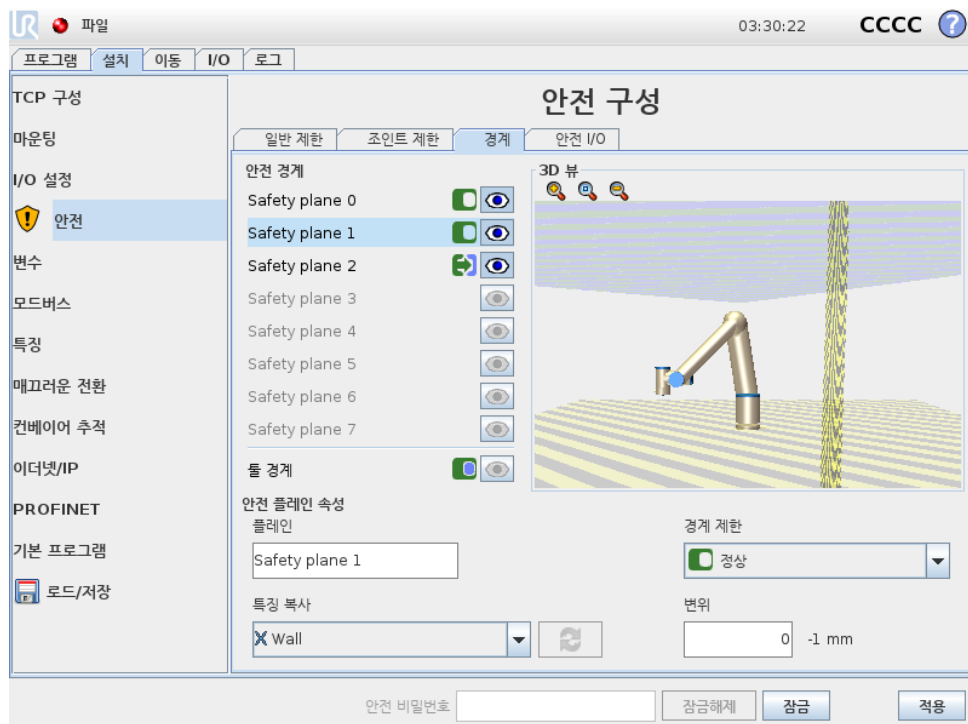 UR 파일 03:30:22 CCCC ?
프로그램 설치 이동 I/O 로그
TCP 구성
마운팅
I/O 설정
안전
변수
모드버스
특징
매끄러운 전환
컨베이어 추적
이더넷/IP
PROFINET
기본 프로그램
로드/저장
안전 구성
일반 제한 조인트 제한 경계 안전 I/O
안전 경계
Safety plane 0
Safety plane 1
Safety plane 2
Safety plane 3
Safety plane 4
Safety plane 5
Safety plane 6
Safety plane 7
툴 경계
3D 뷰
안전 플레인 속성
플레인
Safety plane 1
경계 제한
정상
특징 복사
Wall
변위
0 -1 mm
안전 비밀번호 잠금해제 잠금 적용